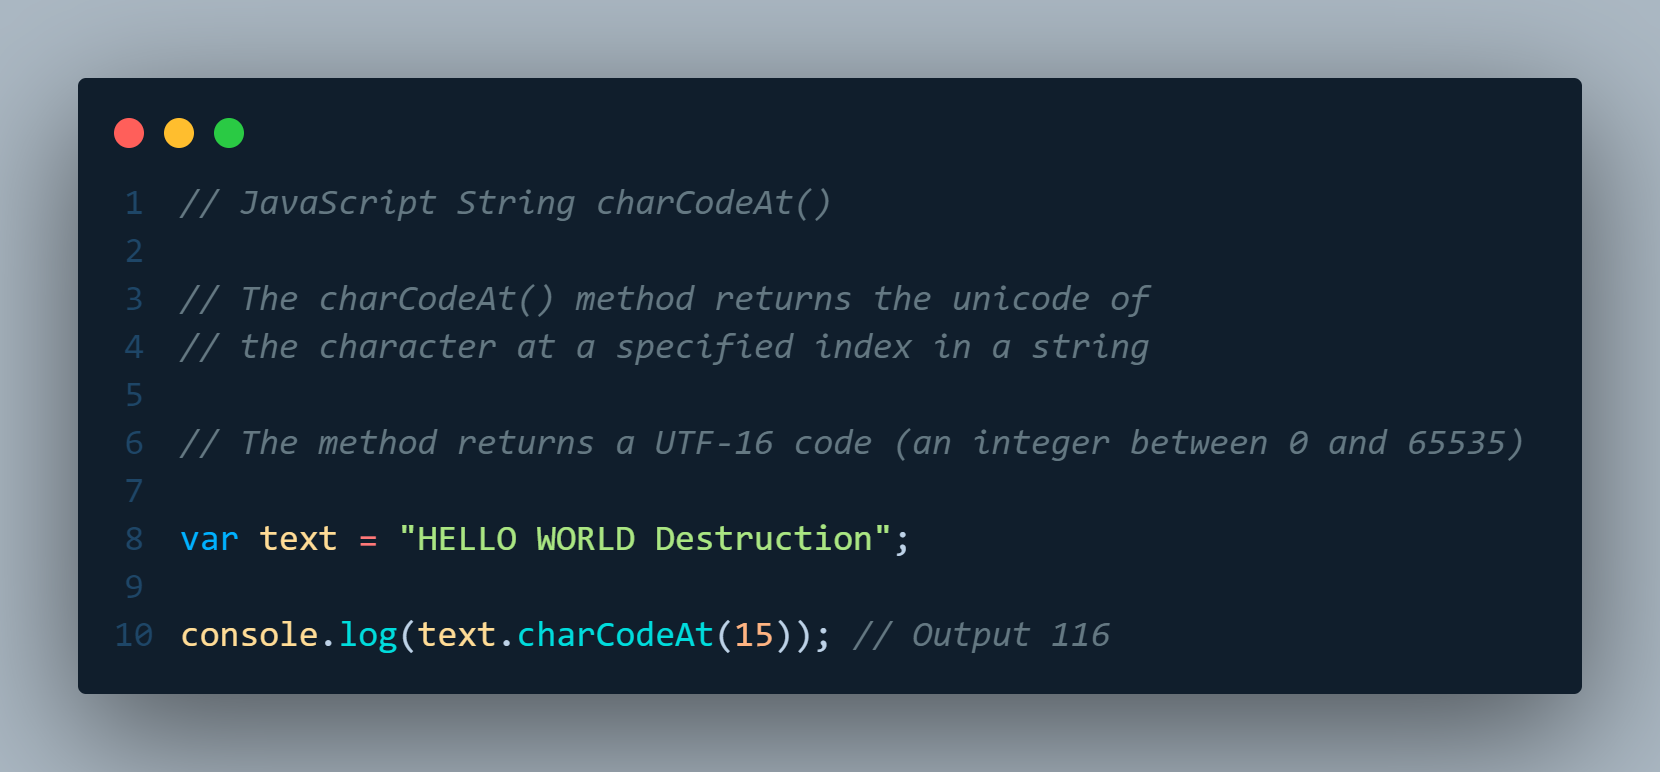 1 // JavaScript String charCodeAt()
2
3 // The charCodeAt() method returns the unicode of
4 // the character at a specified index in a string
5
6 // The method returns a UTF-16 code (an integer between 0 and 65535)
7
8 var text = "HELLO WORLD Destruction";
9
10 console.log(text.charCodeAt(15)); // Output 116